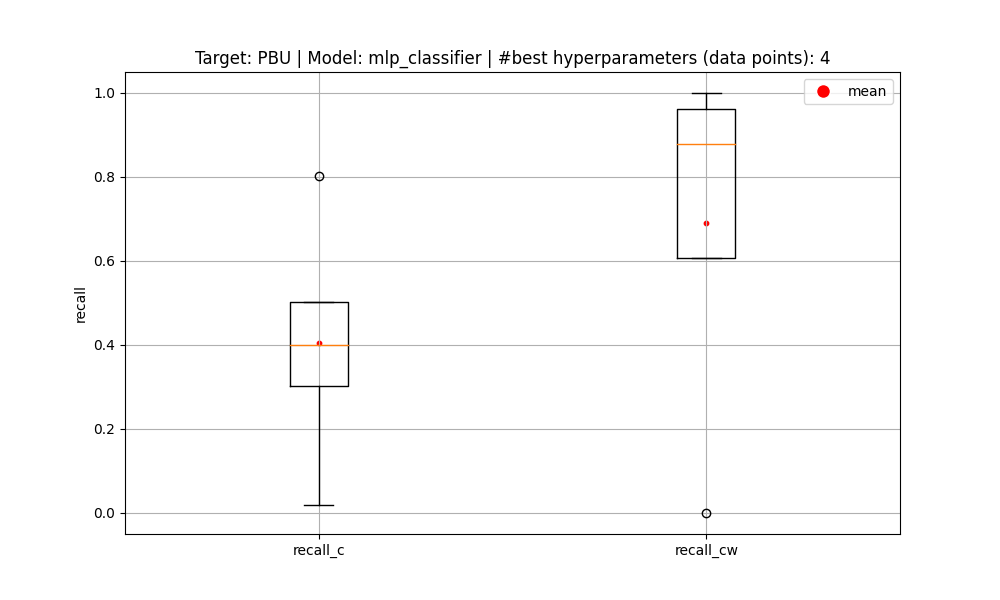 Target: PBU | Model: mlp_classifier | #best hyperparameters (data points): 4
mean
1.0
0.8
0.6
0.4
0.2
0.0
recall
recall_c
recall_cw